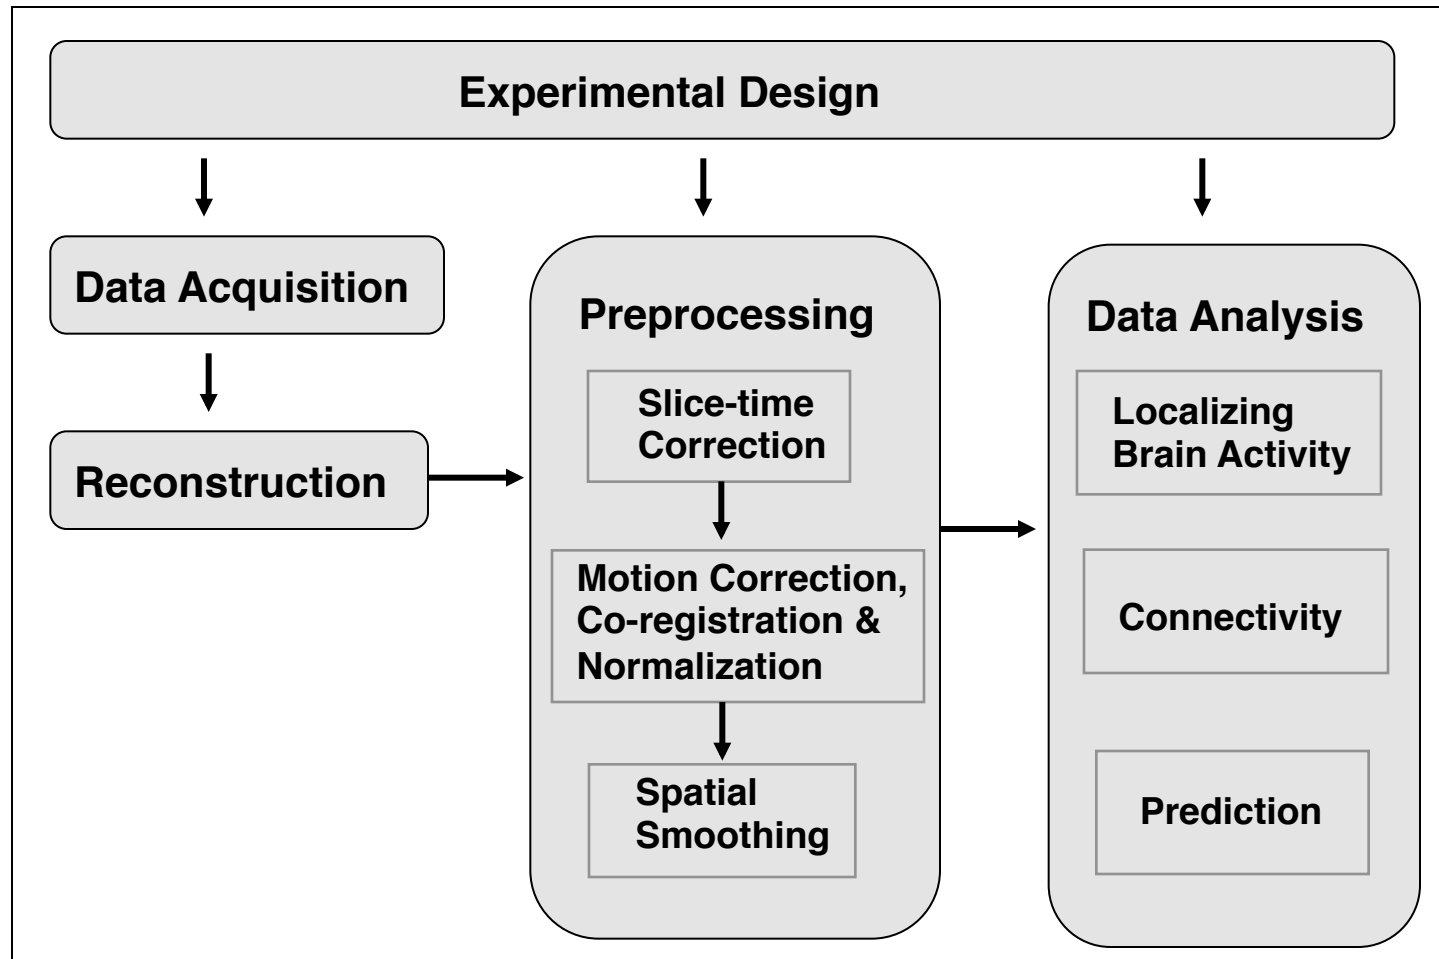 Experimental Design
Data Acquisition
Reconstruction
Preprocessing
Slice-time
Correction
Motion Correction,
Co-registration &
Normalization
Spatial
Smoothing
Data Analysis
Localizing
Brain Activity
Connectivity
Prediction